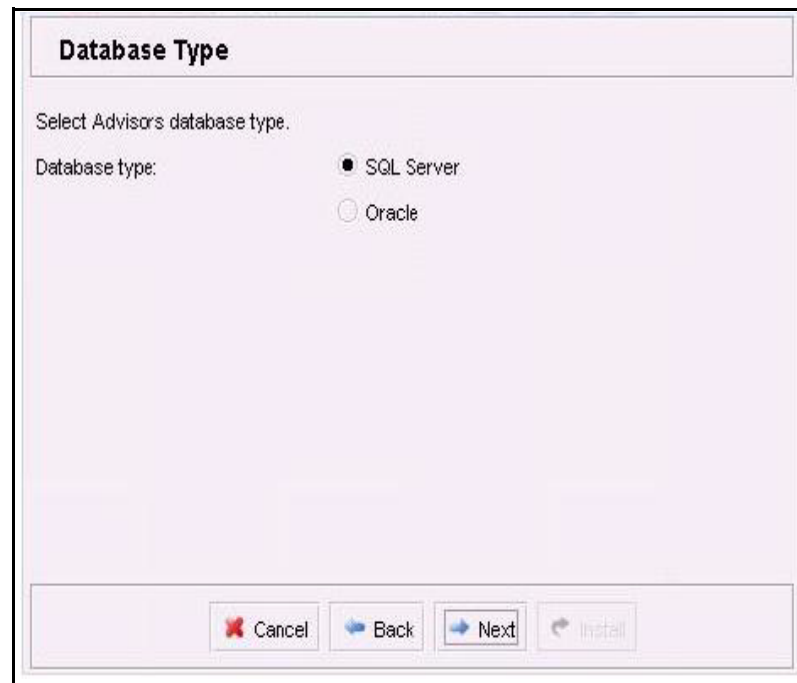 Database Type
Select Advisors database type.
Database type:
SQL Server
Oracle
Cancel Back Next Install